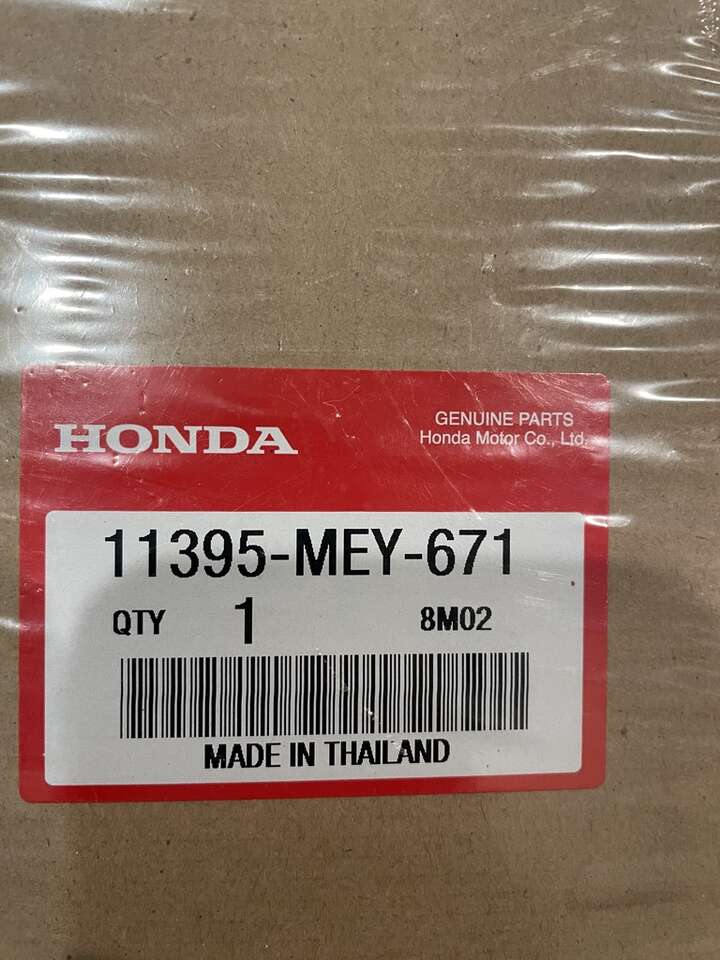 HONDA
GENUINE PARTS
Honda Motor Co., Ltd.
11395-MEY-671
QTY 1 8M02
MADE IN THAILAND